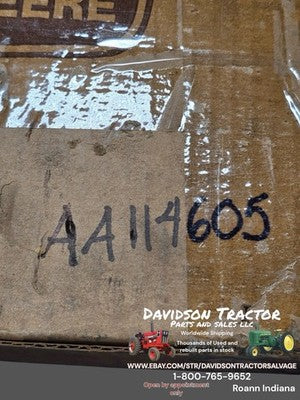 DEERE
AA114605
DAVIDSON TRACTOR
PARTS AND SALES LLC
Worldwide Shipping
Thousands of Used and
rebuilt parts in stock
WWW.EBAY.COM/STR/DAVIDSONTRACTORSALVAGE
1-800-765-9652
Open by appointment
only
Roann Indiana